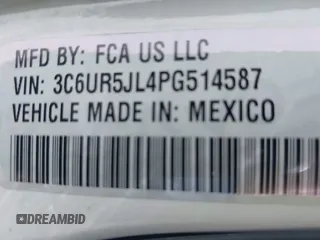 MFD BY: FCA US LLC
VIN: 3C6UR5JL4PG514587
VEHICLE MADE IN: MEXICO
DREAMBID